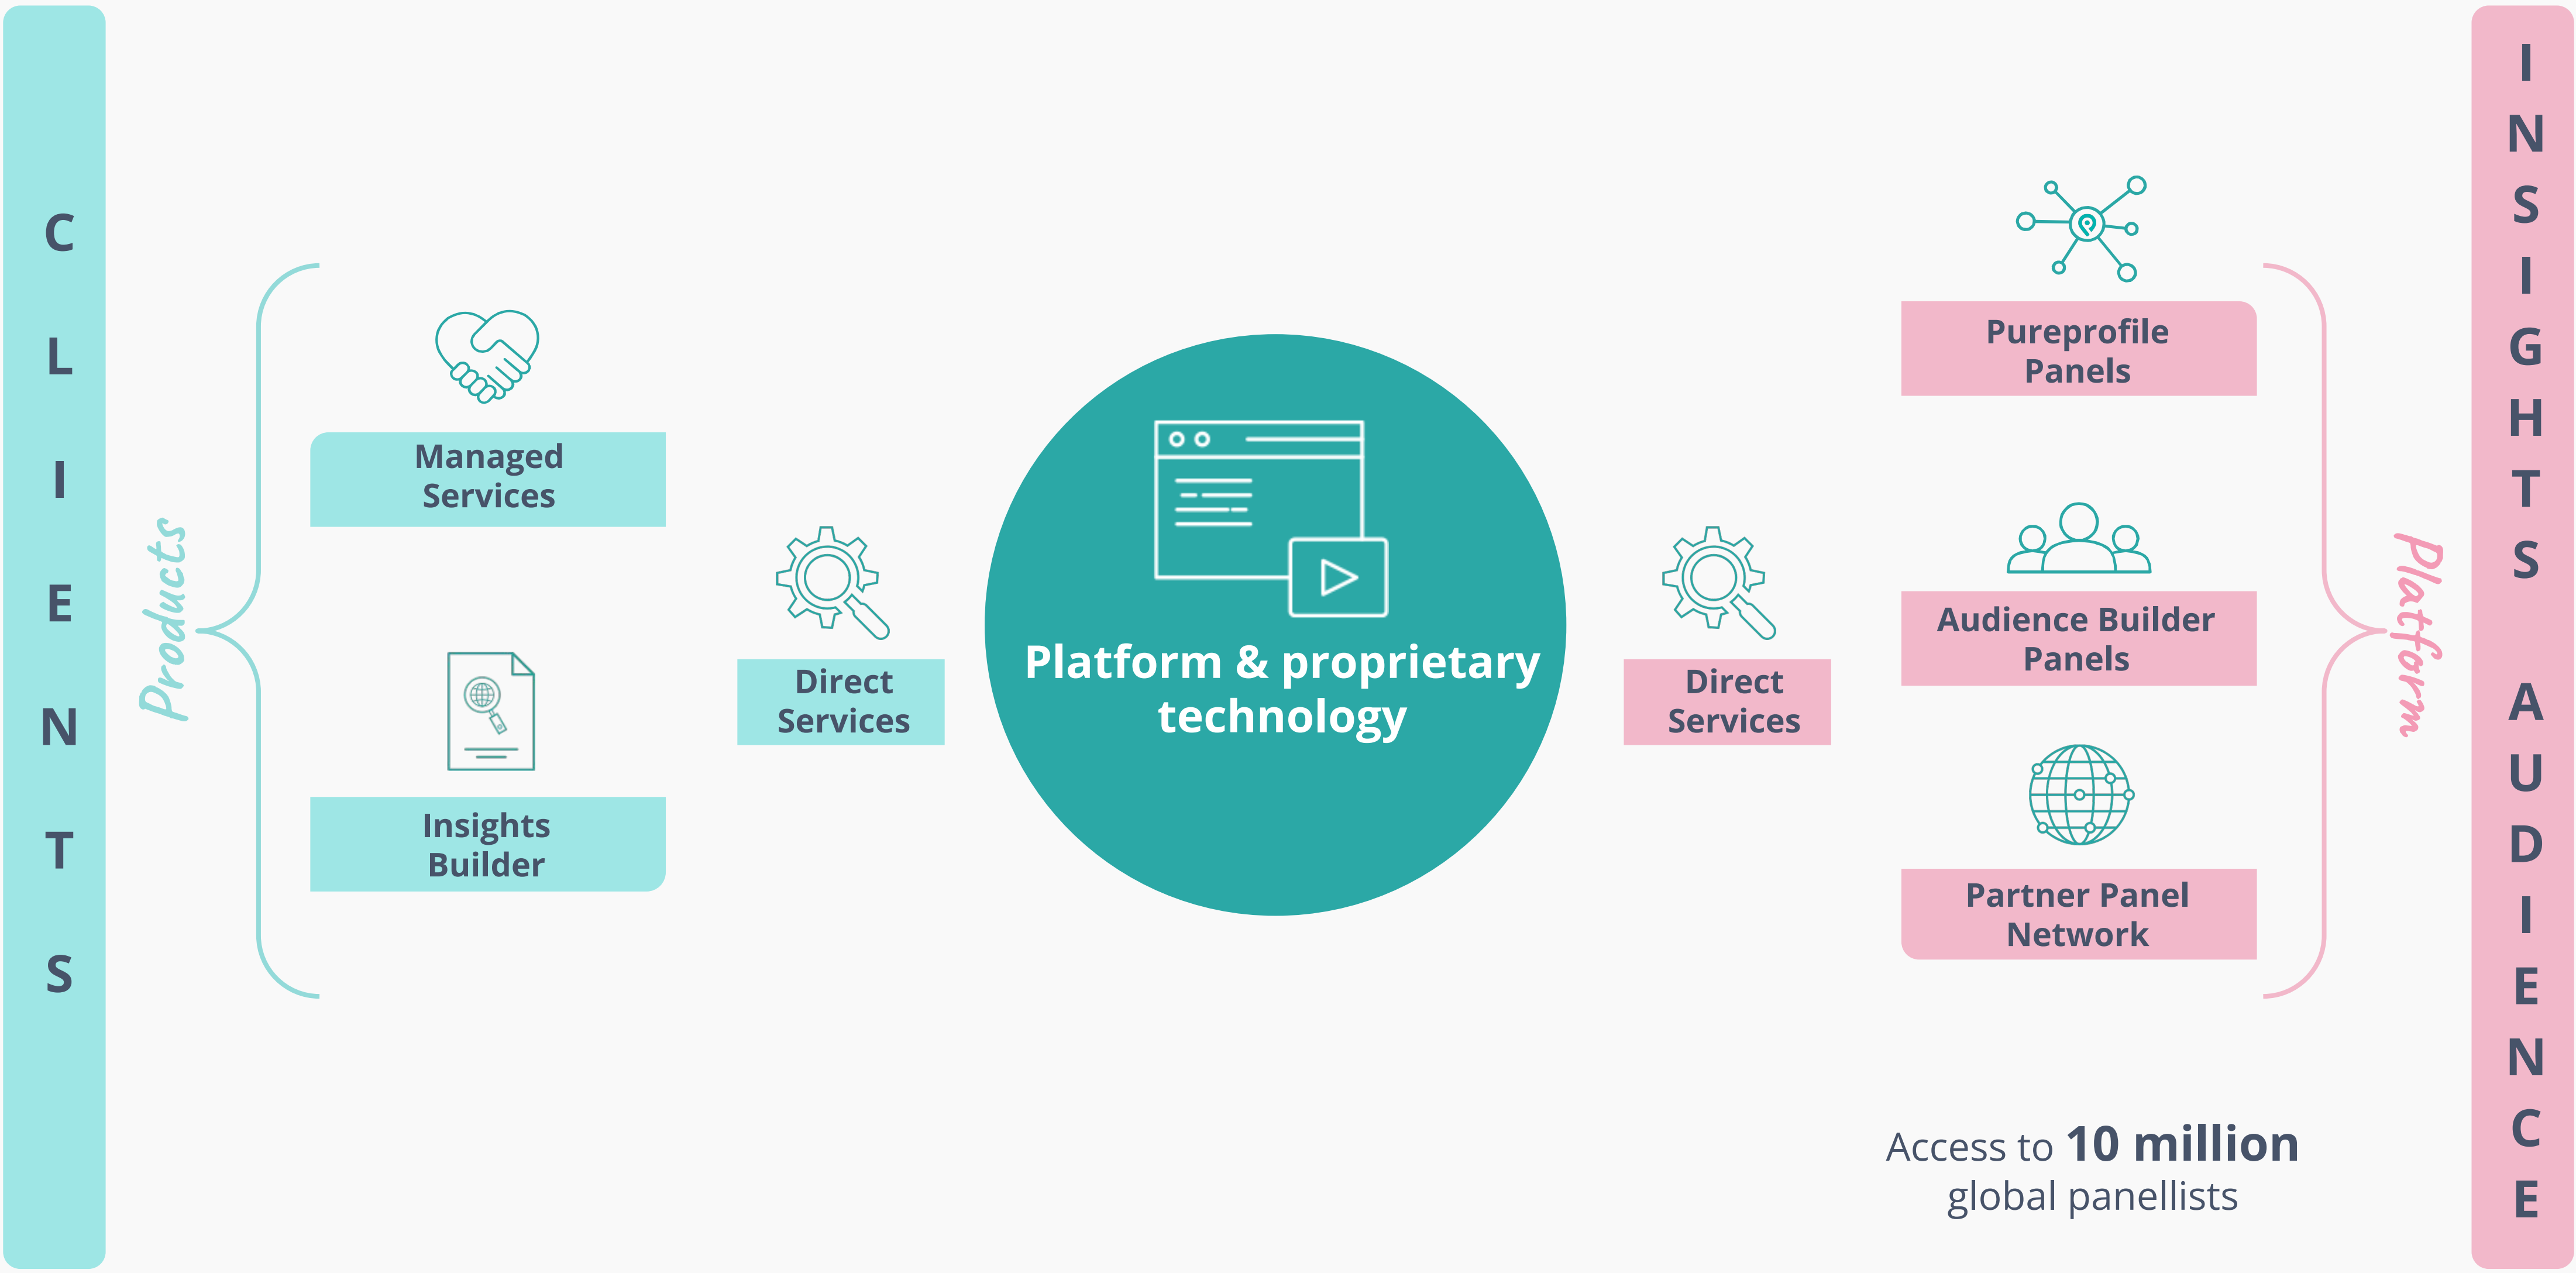 CLIENTS
Products
Managed
Services
Insights
Builder
Direct
Services
Platform & proprietary
technology
Direct
Services
Pureprofile
Panels
Audience Builder
Panels
Partner Panel
Network
Access to 10 million
global panellists
Platform
INSIGHTS AUDIENCE